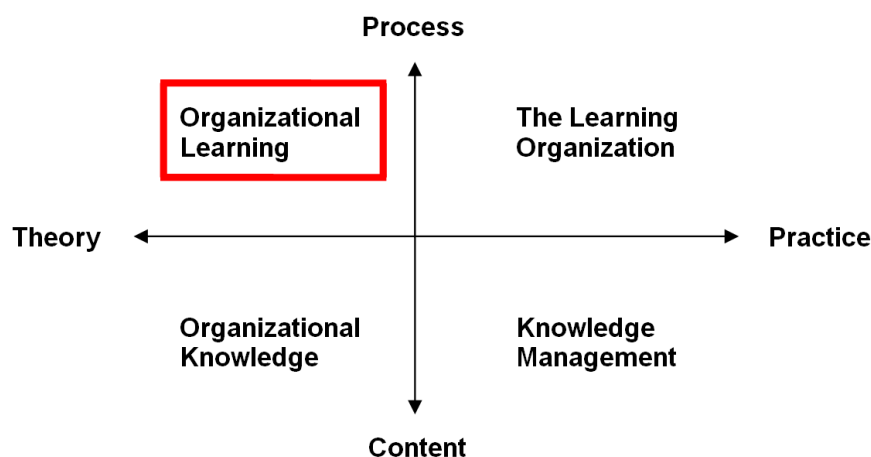 Process
Organizational
Learning
The Learning
Organization
Theory
Practice
Organizational
Knowledge
Knowledge
Management
Content